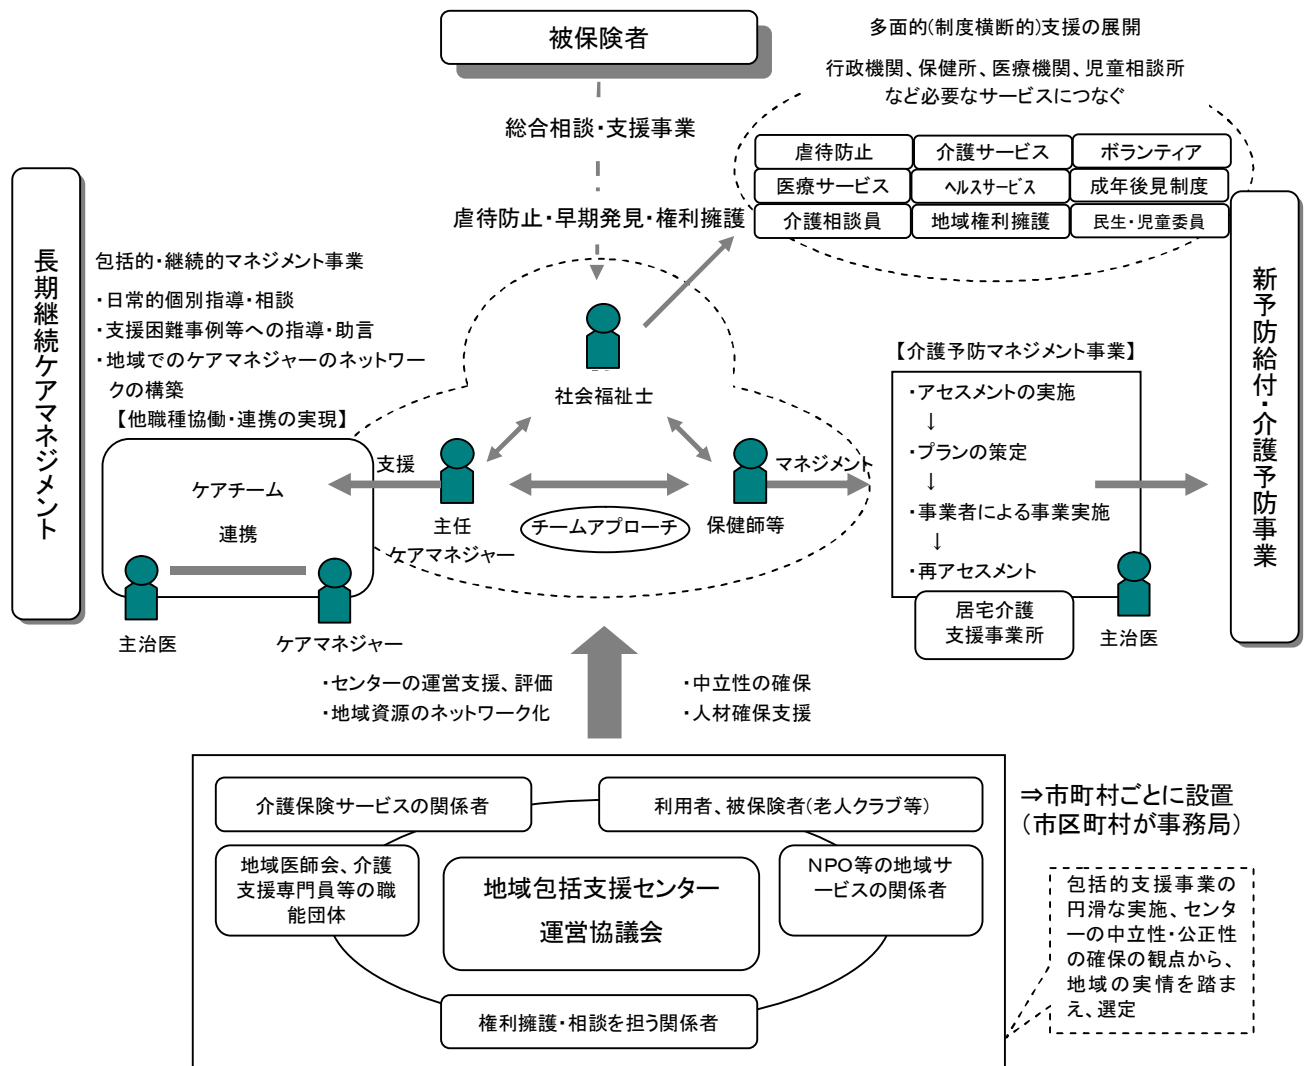 被保険者
多面的(制度横断的)支援の展開
行政機関、保健所、医療機関、児童相談所
など必要なサービスにつなぐ
総合相談・支援事業
虐待防止
介護サービス
ボランティア
医療サービス
ヘルスサービス
成年後見制度
介護相談員
地域権利擁護
民生・児童委員
虐待防止・早期発見・権利擁護
長期継続ケアマネジメント
包括的・継続的マネジメント事業
・日常的個別指導・相談
・支援困難事例等への指導・助言
・地域でのケアマネジャーのネットワー
クの構築
【他職種協働・連携の実現】
ケアチーム
連携
主治医
ケアマネジャー
支援
社会福祉士
主任
ケアマネジャー
チームアプローチ
保健師等
マネジメント
【介護予防マネジメント事業】
・アセスメントの実施
↓
・プランの策定
↓
・事業者による事業実施
↓
・再アセスメント
居宅介護
支援事業所
主治医
新予防給付・介護予防事業
・センターの運営支援、評価
・地域資源のネットワーク化
・中立性の確保
・人材確保支援
介護保険サービスの関係者
利用者、被保険者(老人クラブ等)
地域医師会、介護
支援専門員等の職
能団体
地域包括支援センター
運営協議会
NPO等の地域サ
ービスの関係者
権利擁護・相談を担う関係者
⇒市町村ごとに設置
(市区町村が事務局)
包括的支援事業の
円滑な実施、センタ
ーの中立性・公正性
の確保の観点から、
地域の実情を踏ま
え、選定